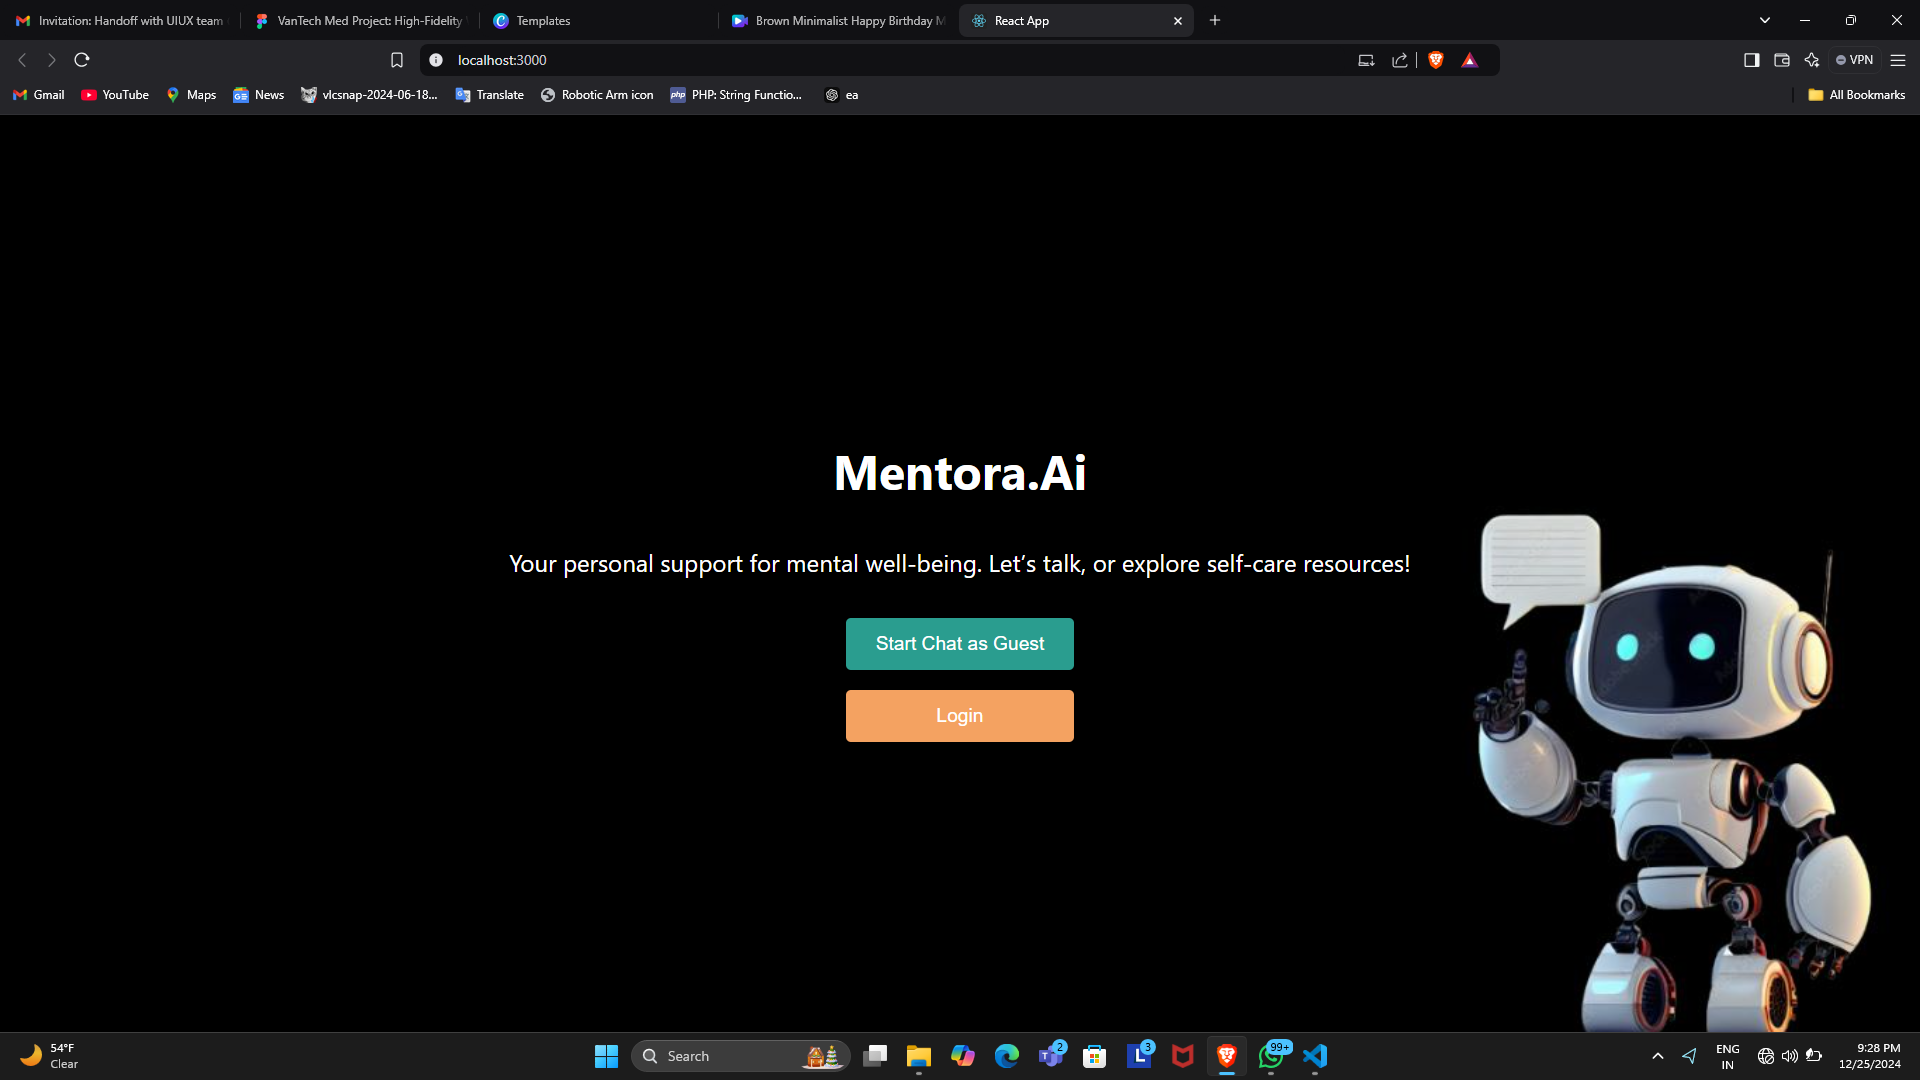 Invitation: Handoff with UIUX team
VanTech Med Project: High-Fidelity
Templates
Brown Minimalist Happy Birthday M
React App
localhost:3000
VPN
Gmail
YouTube
Maps
News
vlcsnap-2024-06-18...
Translate
Robotic Arm icon
php
PHP: String Functio...
ea
All Bookmarks
Mentora.Ai
Your personal support for mental well-being. Let’s talk, or explore self-care resources!
Start Chat as Guest
Login
54°F
Clear
Search
2
3
99+
ENG
IN
9:28 PM
12/25/2024